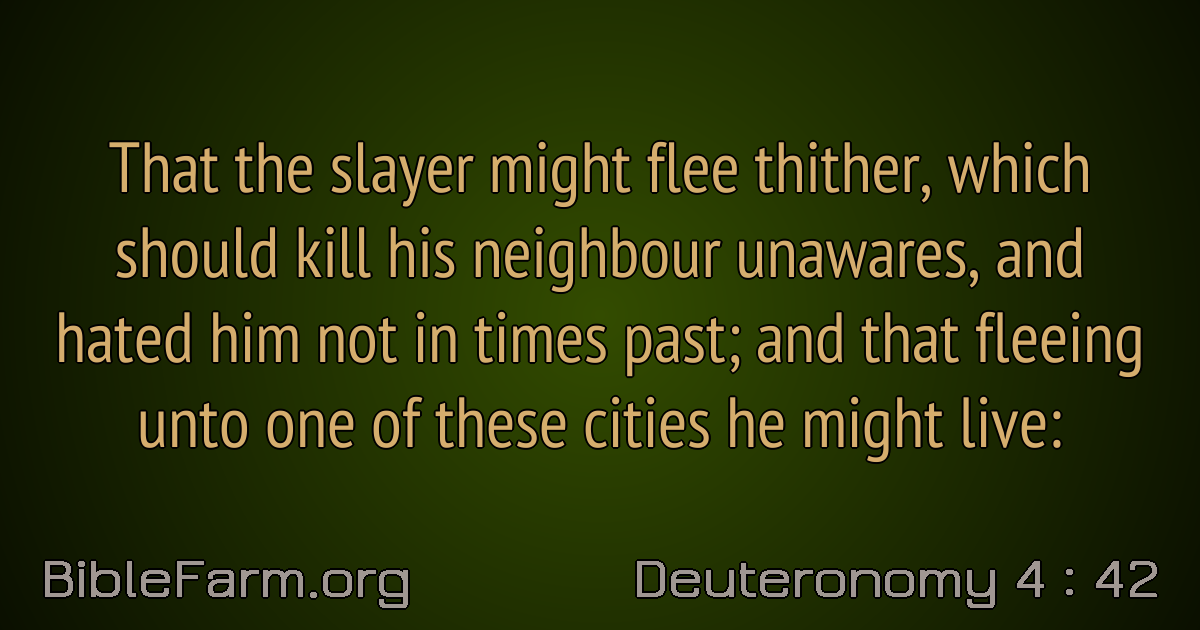 That the slayer might flee thither, which
should kill his neighbour unawares, and
hated him not in times past; and that fleeing
unto one of these cities he might live:
BibleFarm.org
Deuteronomy 4 : 42